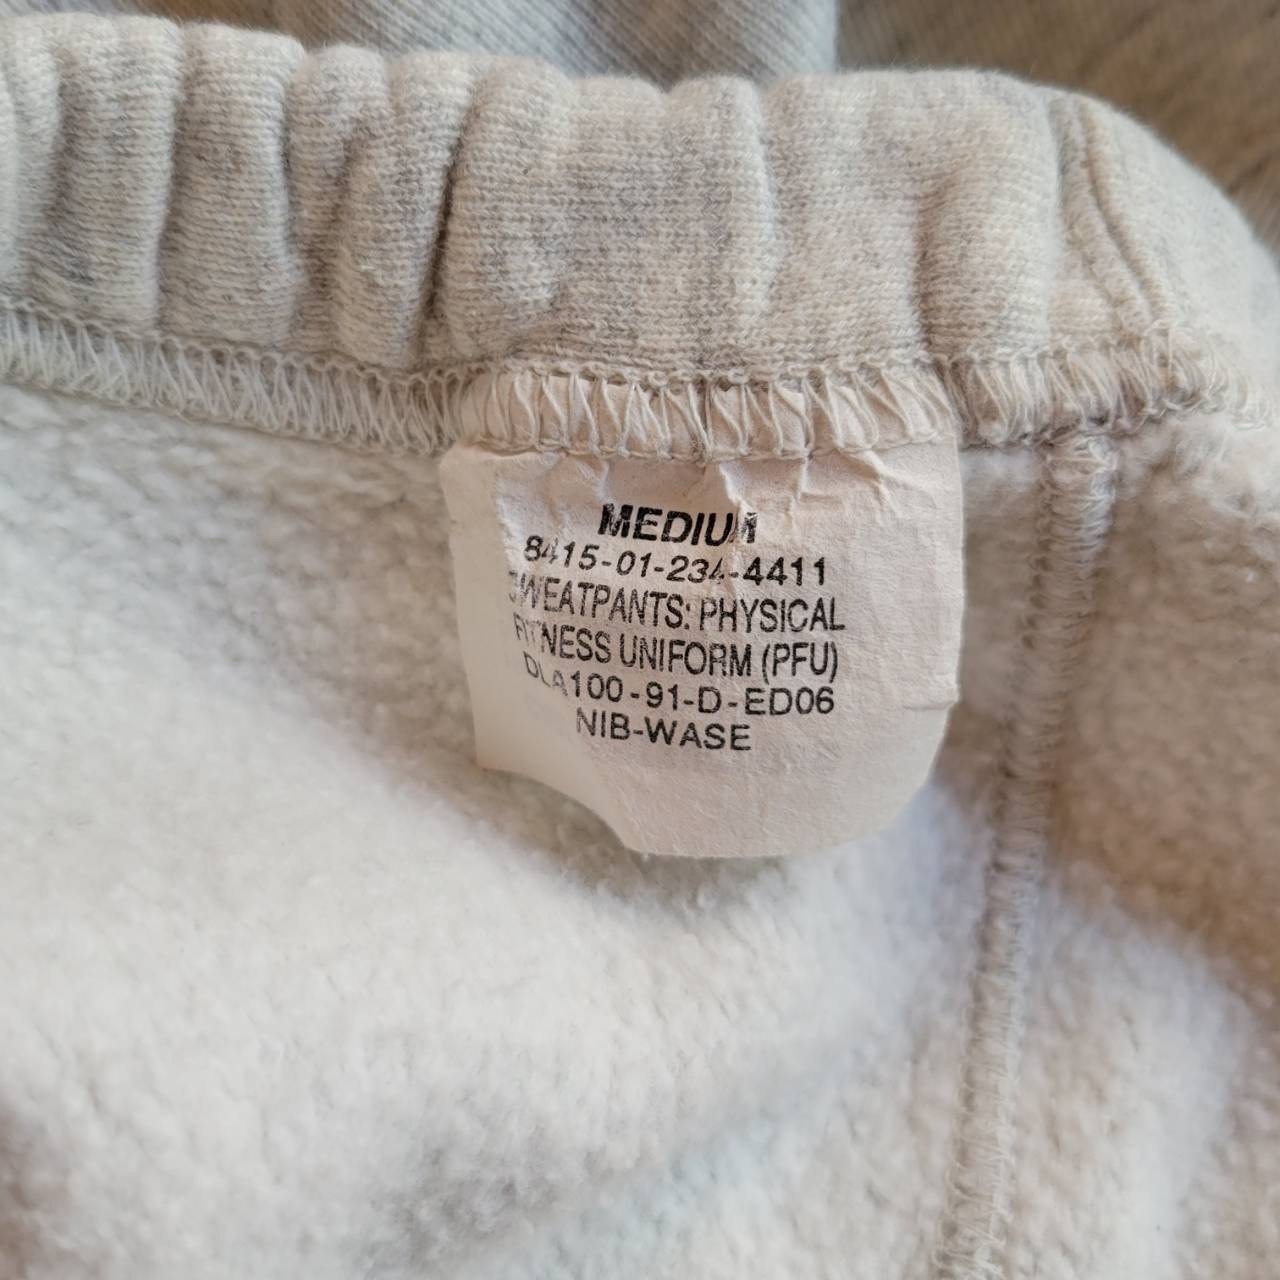 MEDIUM
8415-01-234-4411
SWEATPANTS: PHYSICAL
FITNESS UNIFORM (PFU)
DLA100-91-D-ED06
NIB-WASE